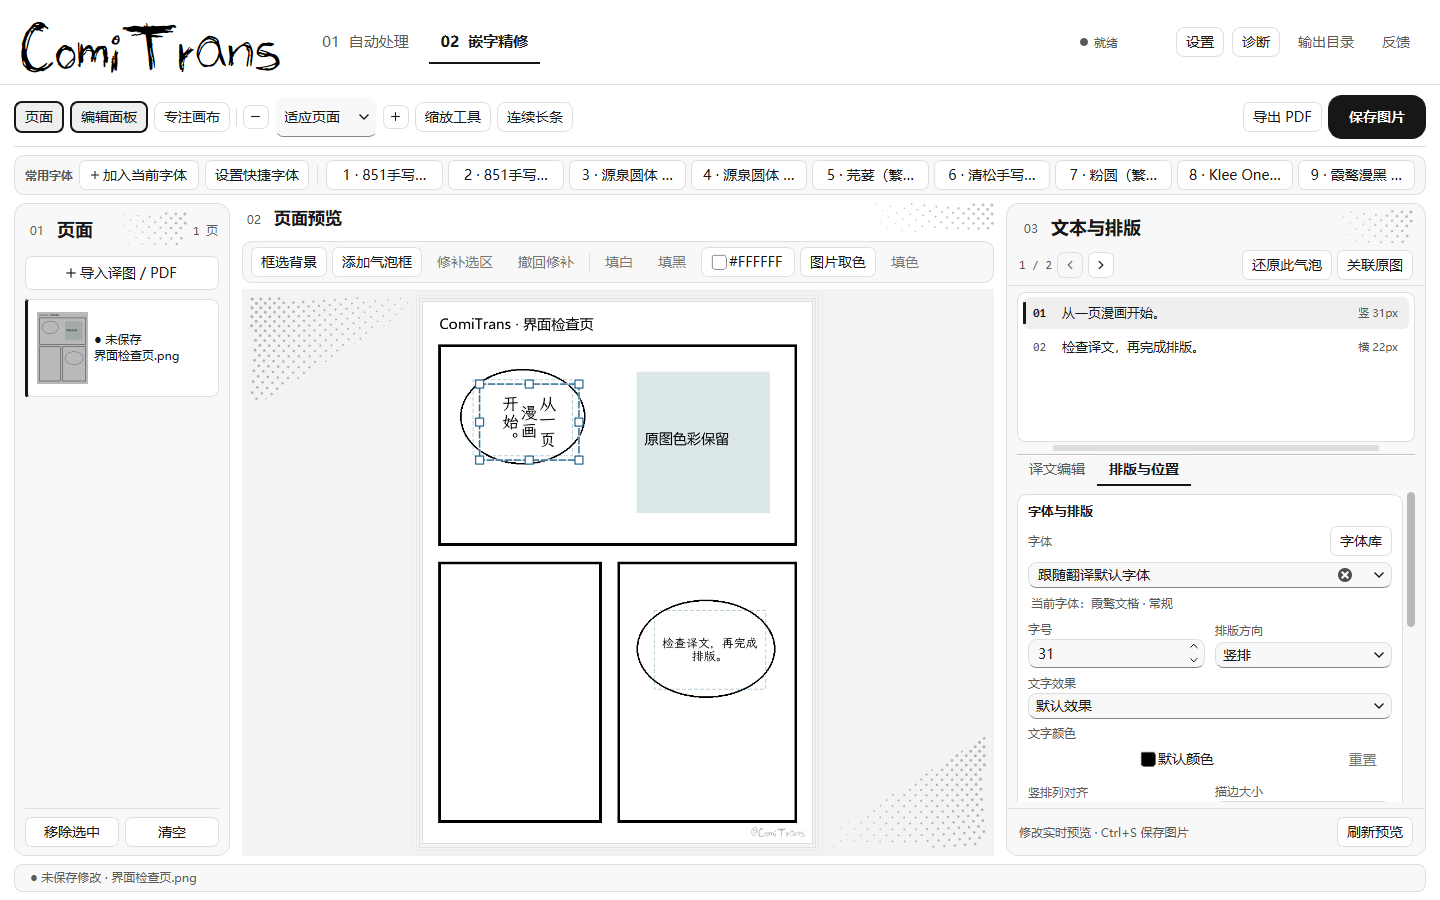 ComiTrans
01 自动处理
02 嵌字精修
● 就绪
设置
诊断
输出目录
反馈
页面
编辑面板
专注画布
−
适应页面
+
缩放工具
连续长条
导出 PDF
保存图片
常用字体
+ 加入当前字体
设置快捷字体
1 · 851手写...
2 · 851手写...
3 · 源泉圆体 ...
4 · 源泉圆体 ...
5 · 芫荽（繁...
6 · 清松手写...
7 · 粉圆（繁...
8 · Klee One...
9 · 霞鹜漫黑 ...
01 页面
1 页
+ 导入译图 / PDF
● 未保存
界面检查页.png
移除选中
清空
02 页面预览
框选背景
添加气泡框
修补选区
撤回修补
填白
填黑
#FFFFFF
图片取色
填色
ComiTrans · 界面检查页
从一页
漫画
开始。
原图色彩保留
检查译文，再完成
排版。
@ComiTrans
03 文本与排版
1 / 2
还原此气泡
关联原图
01 从一页漫画开始。 竖 31px
02 检查译文，再完成排版。 横 22px
译文编辑
排版与位置
字体与排版
字体
字体库
跟随翻译默认字体
当前字体：霞鹜文楷 · 常规
字号
排版方向
31
竖排
文字效果
默认效果
文字颜色
默认颜色
重置
竖排列对齐
描边大小
修改实时预览 · Ctrl+S 保存图片
刷新预览
● 未保存修改 · 界面检查页.png